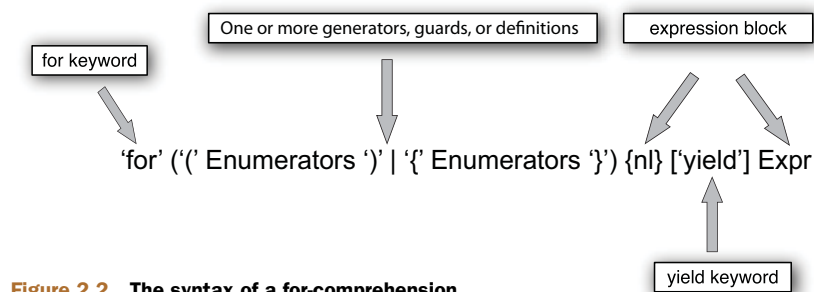 One or more generators, guards, or definitions
expression block
for keyword
‘for’ (‘(’ Enumerators ‘)’ | ‘{’ Enumerators ‘}’) {nl} [‘yield’] Expr
yield keyword
Figure 2.2 The syntax of a for-comprehension